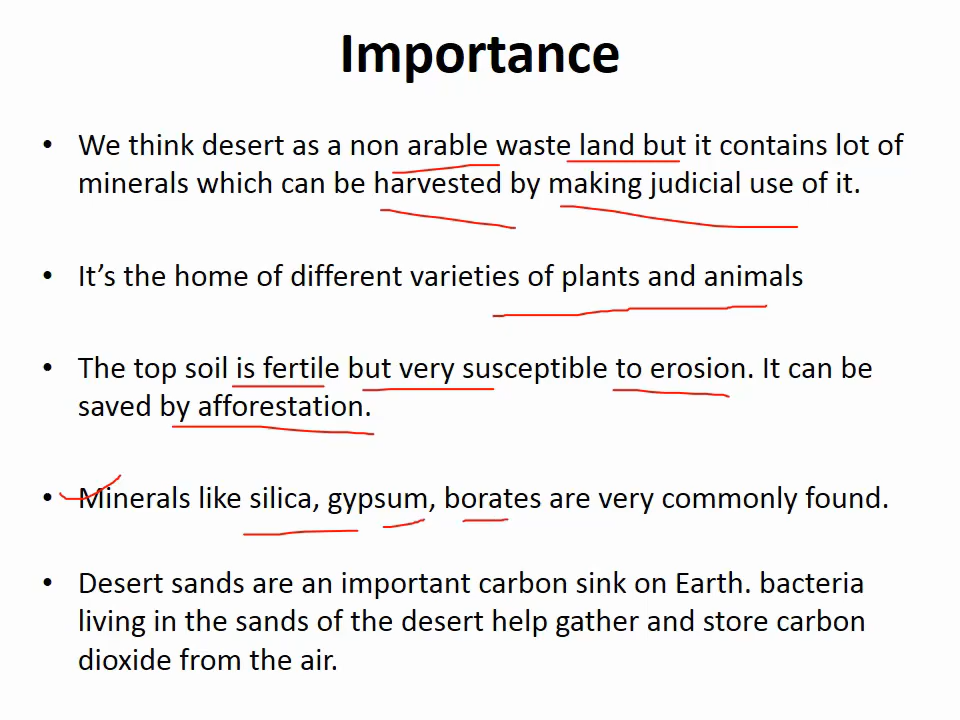 Importance
• We think desert as a non arable waste land but it contains lot of
minerals which can be harvested by making judicial use of it.
• It’s the home of different varieties of plants and animals
• The top soil is fertile but very susceptible to erosion. It can be
saved by afforestation.
• Minerals like silica, gypsum, borates are very commonly found.
• Desert sands are an important carbon sink on Earth. bacteria
living in the sands of the desert help gather and store carbon
dioxide from the air.